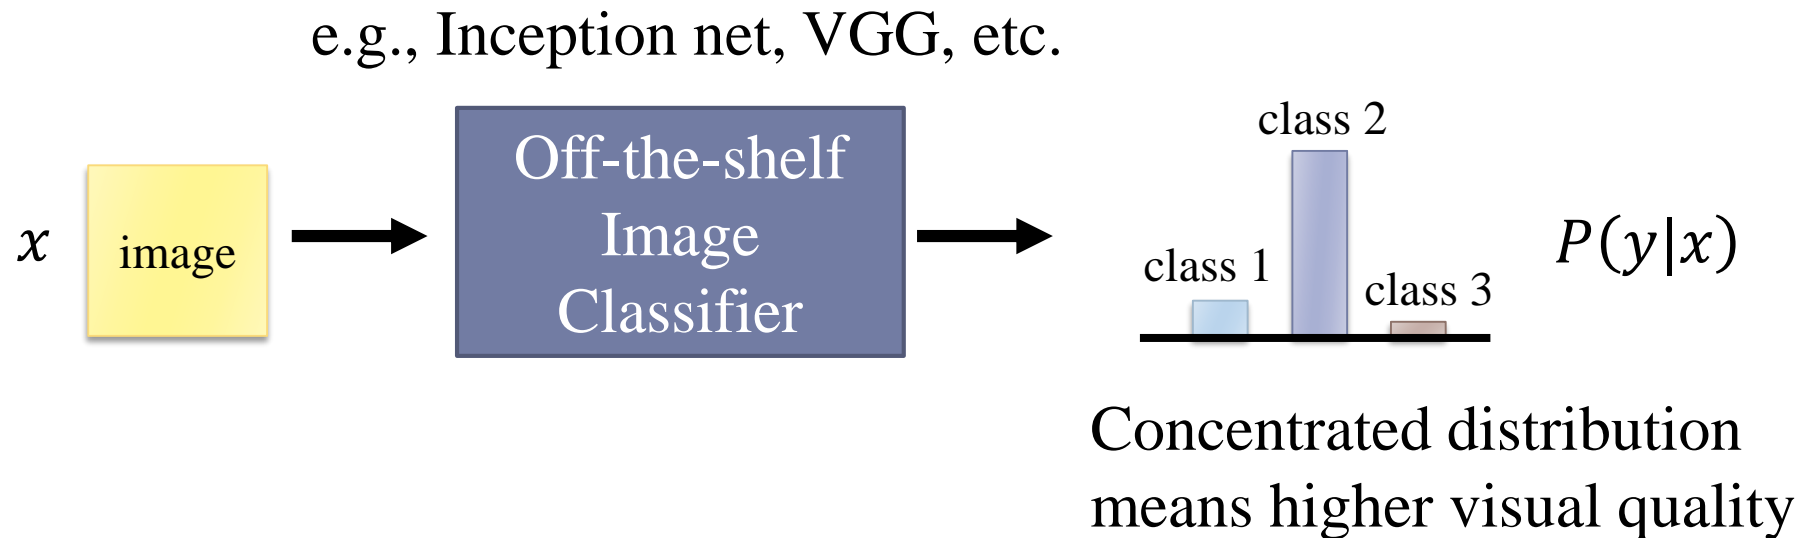 e.g., Inception net, VGG, etc.
x
image
Off-the-shelf
Image
Classifier
class 2
class 1
class 3
P(y|x)
Concentrated distribution
means higher visual quality